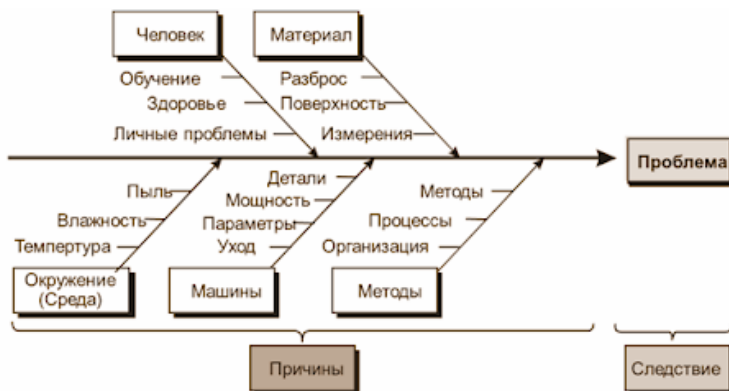 Человек
Материал
Обучение
Здоровье
Личные проблемы
Разброс
Поверхность
Измерения
Проблема
Пыль
Влажность
Темпертура
Детали
Мощность
Параметры
Уход
Методы
Процессы
Организация
Окружение
(Среда)
Машины
Методы
Причины
Следствие